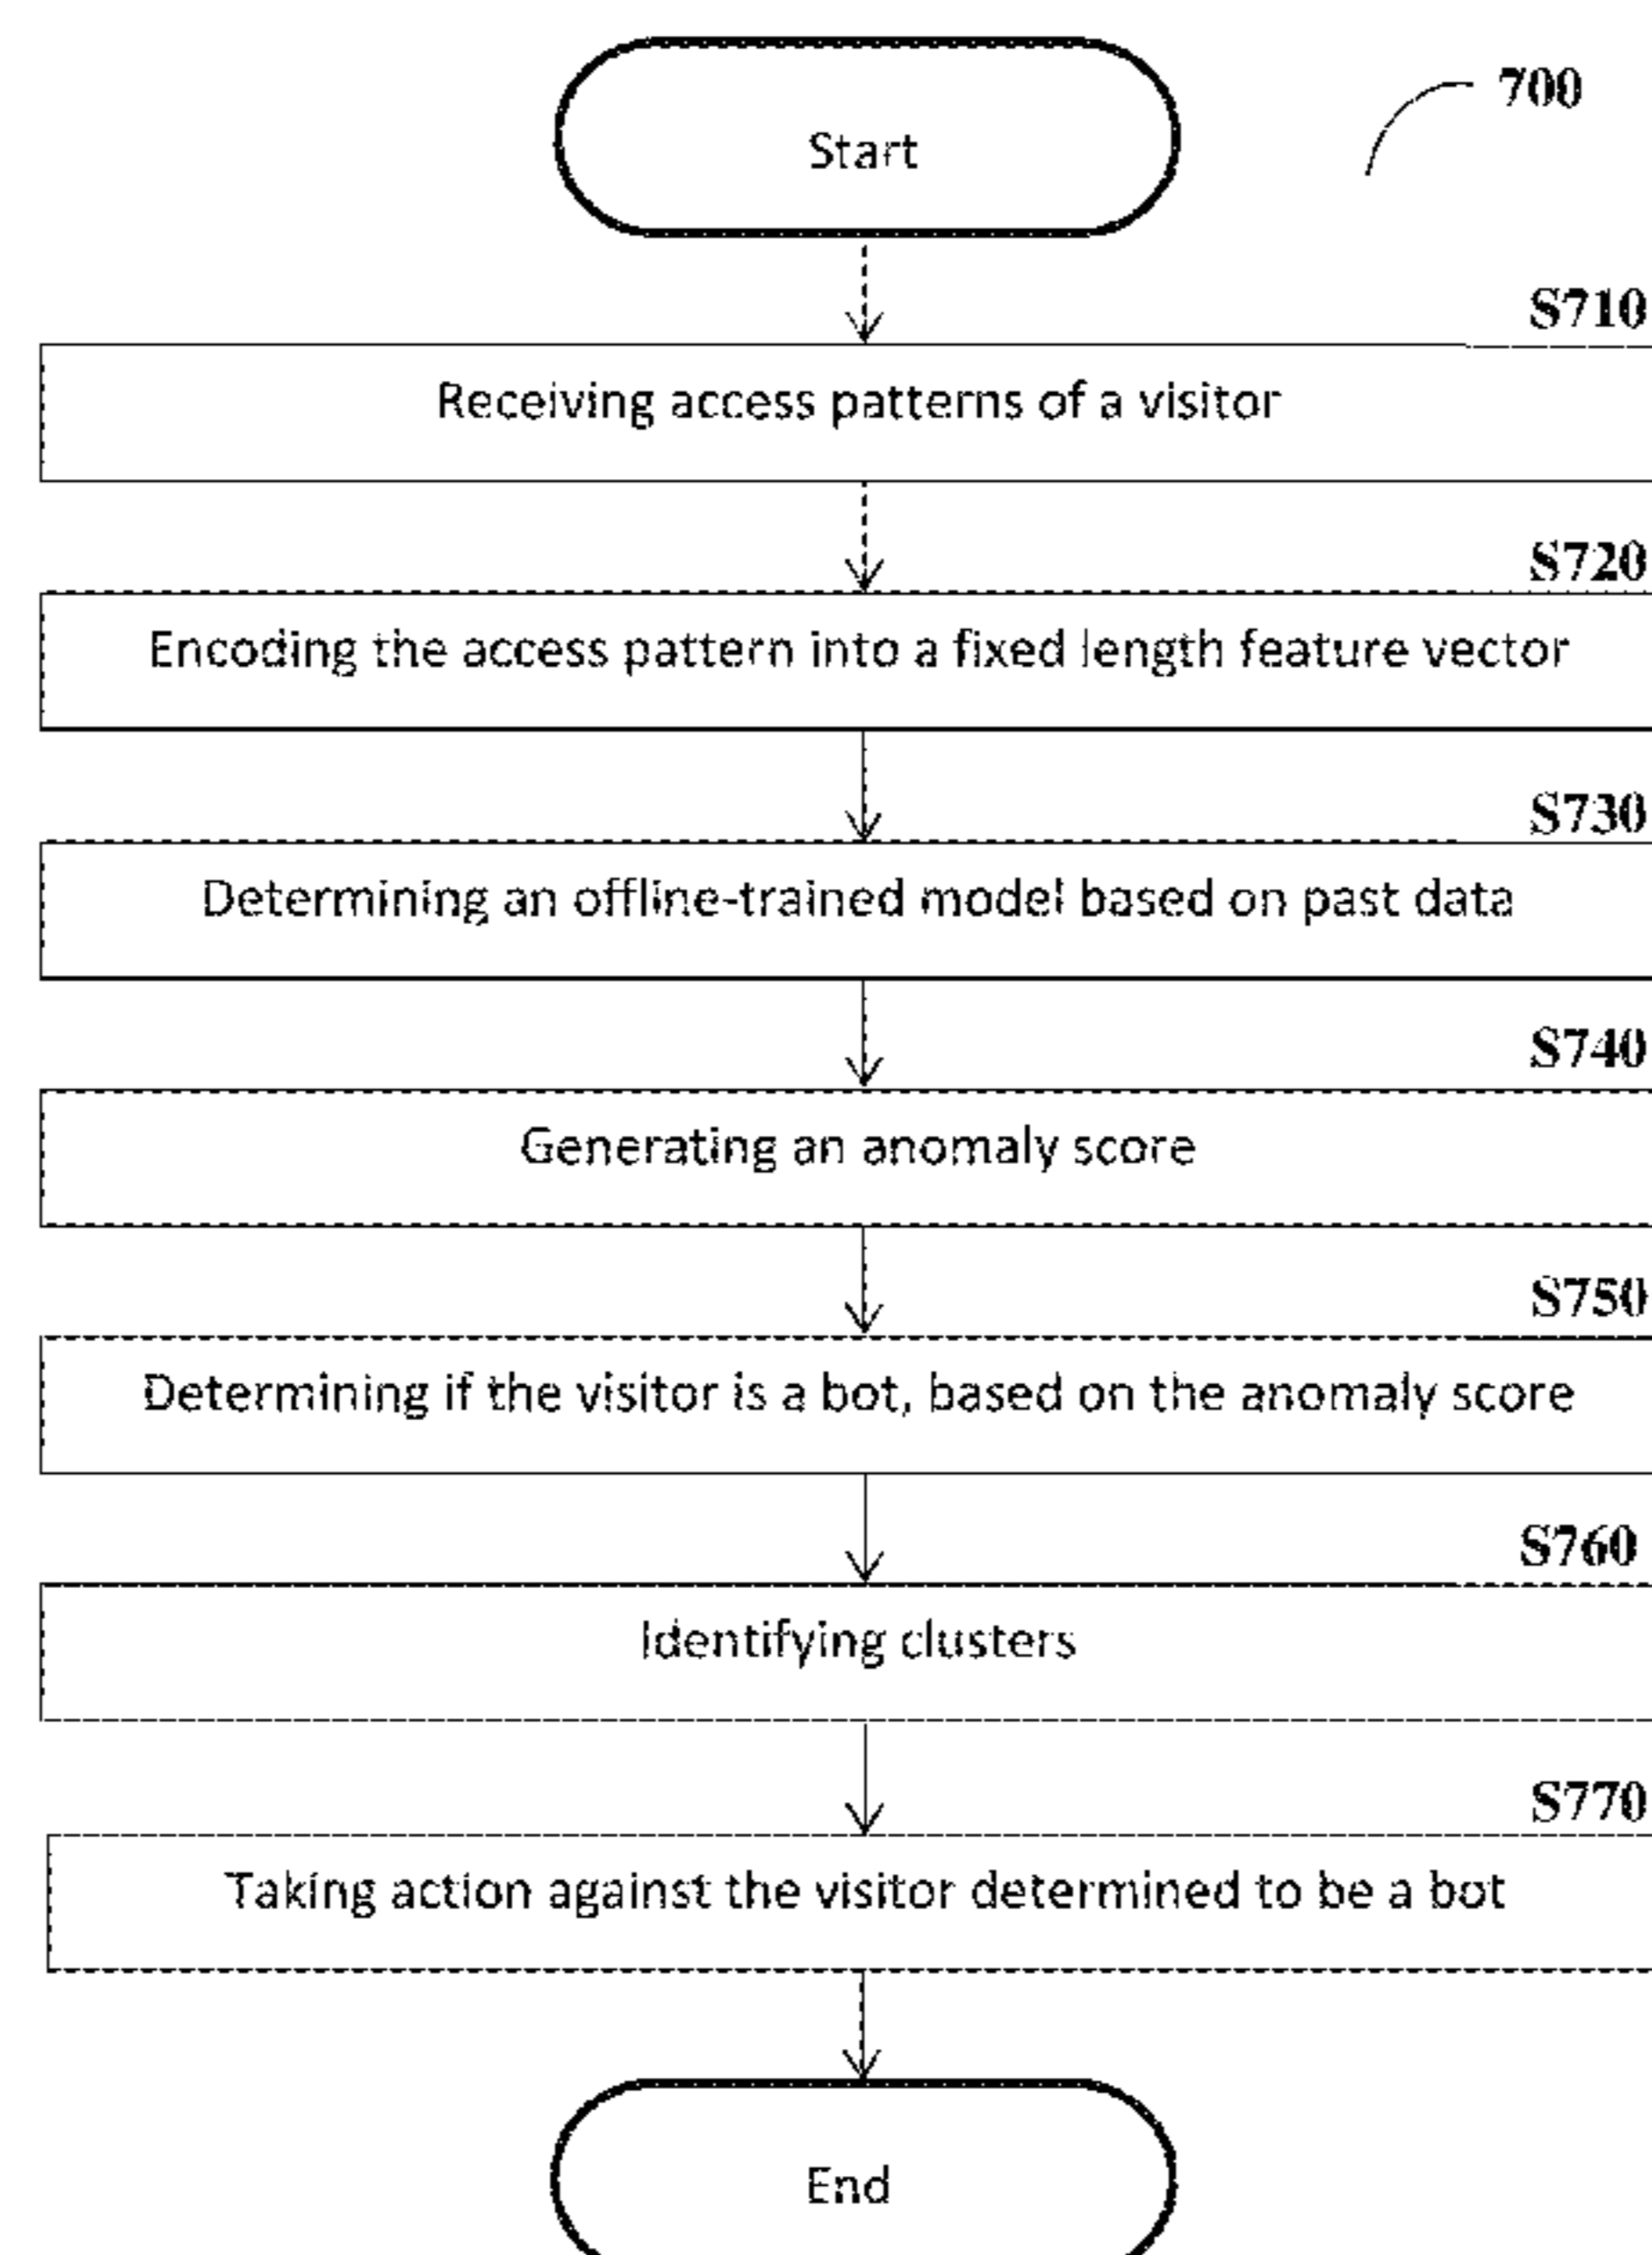 Start
700
S710
Receiving access patterns of a visitor
S720
Encoding the access pattern into a fixed length feature vector
S730
Determining an offline-trained model based on past data
S740
Generating an anomaly score
S750
Determining if the visitor is a bot, based on the anomaly score
S760
Identifying clusters
S770
Taking action against the visitor determined to be a bot
End